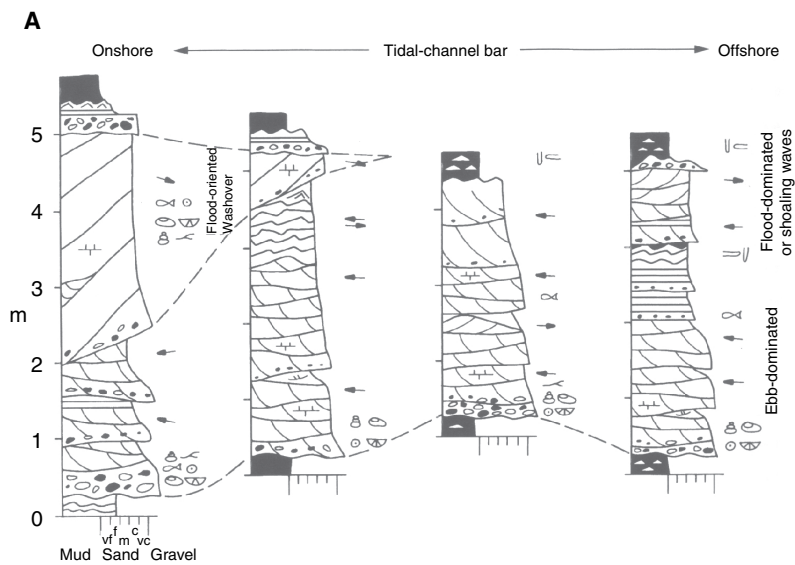 A
Onshore
Tidal-channel bar
Offshore
5
4
m
3
2
1
0
Flood-oriented
Washover
Flood-dominated
or shoaling waves
Ebb-dominated
vf f m c vc
Mud Sand Gravel